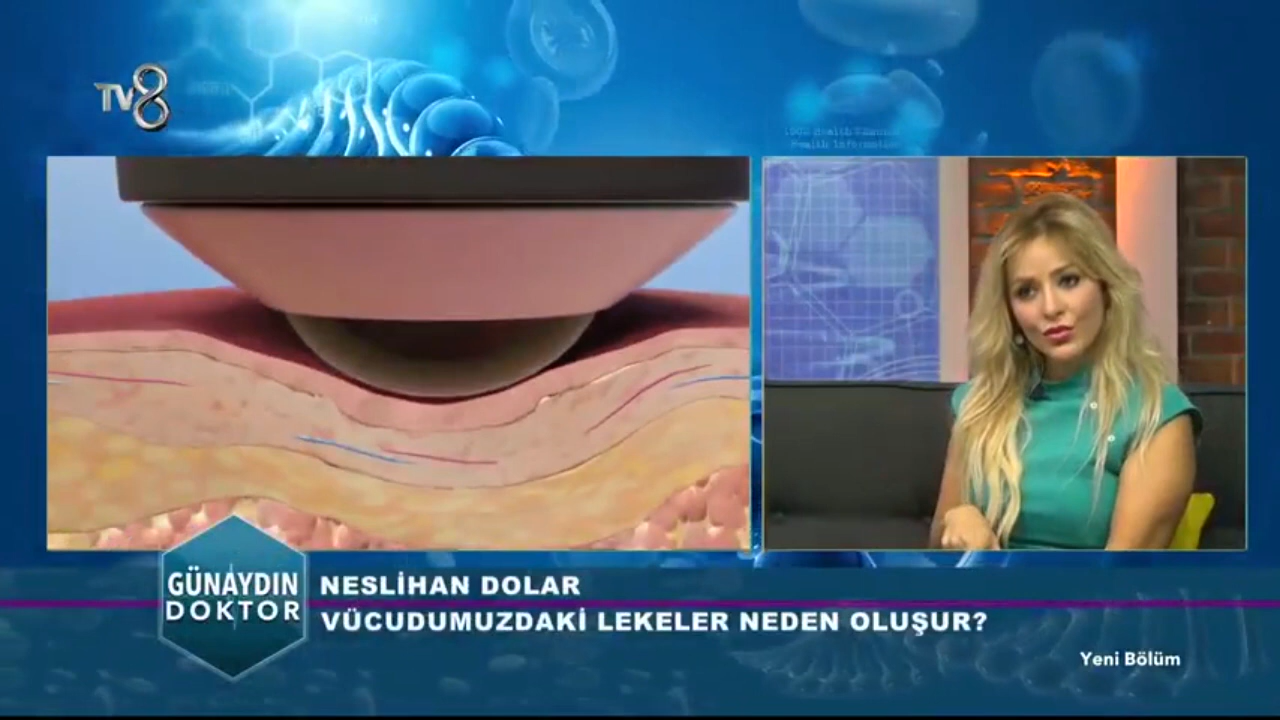 TV8
GÜNAYDIN
DOKTOR
NESLİHAN DOLAR
VÜCUDUMUZDAKİ LEKELER NEDEN OLUŞUR?
Yeni Bölüm